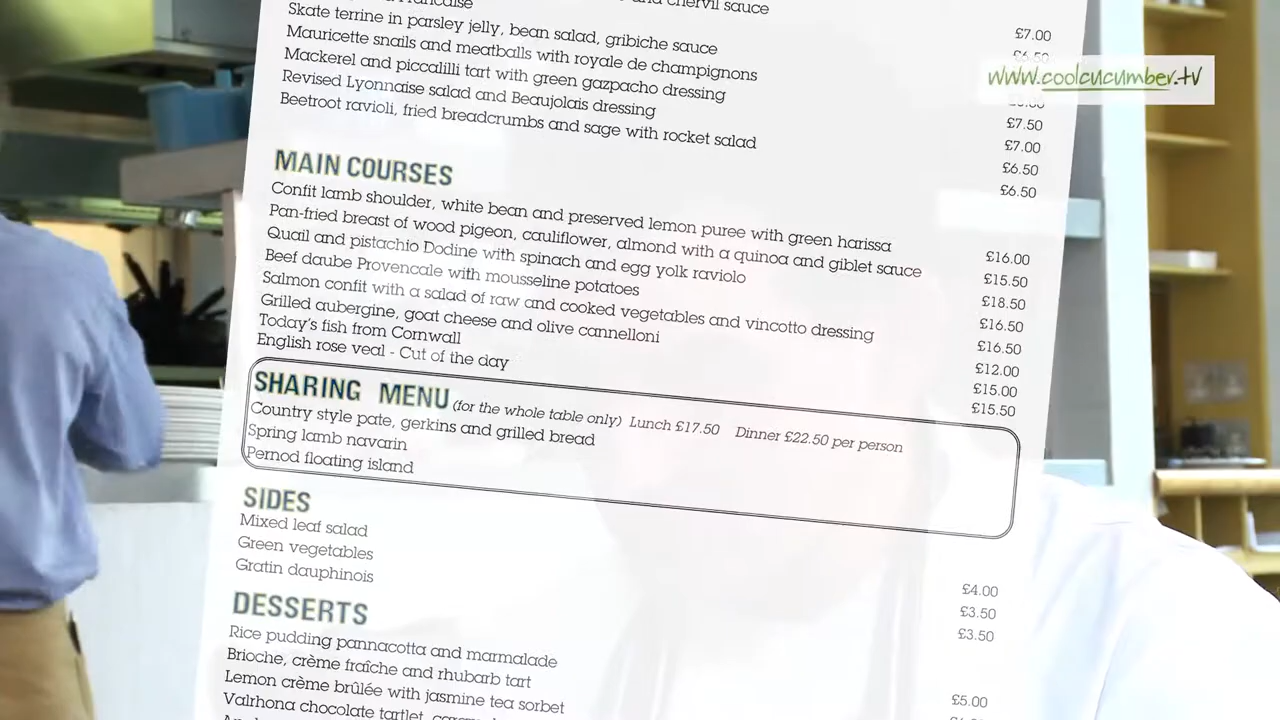 and chervil sauce
Française
Skate terrine in parsley jelly, bean salad, gribiche sauce £7.00
Mauricette snails and meatballs with royale de champignons £6.50
Mackerel and piccalilli tart with green gazpacho dressing
Revised Lyonnaise salad and Beaujolais dressing £7.50
Beetroot ravioli, fried breadcrumbs and sage with rocket salad £7.00
£6.50
£6.50
www.coolcucumber.tv
MAIN COURSES
Confit lamb shoulder, white bean and preserved lemon puree with green harissa £16.00
Pan-fried breast of wood pigeon, cauliflower, almond with a quinoa and giblet sauce £15.50
Quail and pistachio Dodine with spinach and egg yolk raviolo £18.50
Beef daube Provencale with mousseline potatoes £16.50
Salmon confit with a salad of raw and cooked vegetables and vincotto dressing £16.50
Grilled aubergine, goat cheese and olive cannelloni £12.00
Today's fish from Cornwall £15.00
English rose veal - Cut of the day £15.50
SHARING MENU (for the whole table only) Lunch £17.50 Dinner £22.50 per person
Country style pate, gerkins and grilled bread
Spring lamb navarin
Pernod floating island
SIDES
Mixed leaf salad £4.00
Green vegetables £3.50
Gratin dauphinois £3.50
DESSERTS
Rice pudding pannacotta and marmalade £5.00
Brioche, crème fraîche and rhubarb tart
Lemon crème brûlée with jasmine tea sorbet
Valrhona chocolate tartlet,